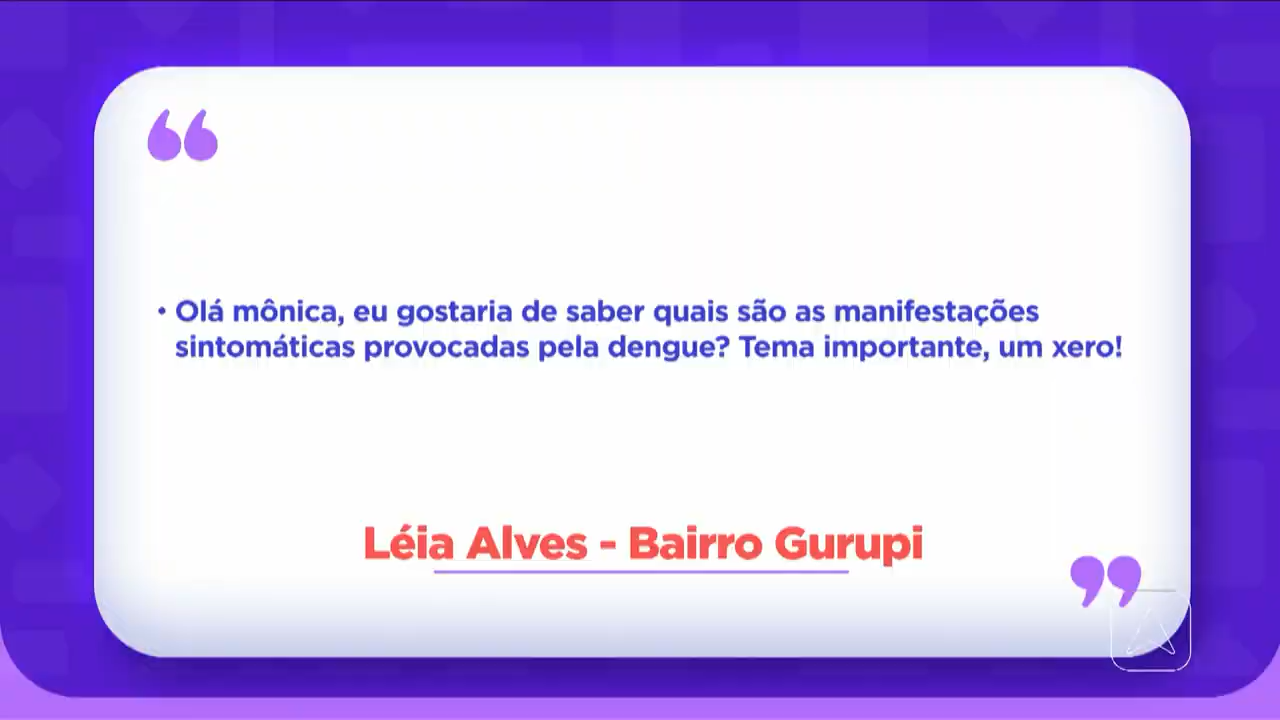 • Olá mônica, eu gostaria de saber quais são as manifestações
sintomáticas provocadas pela dengue? Tema importante, um xero!
Léia Alves - Bairro Gurupi